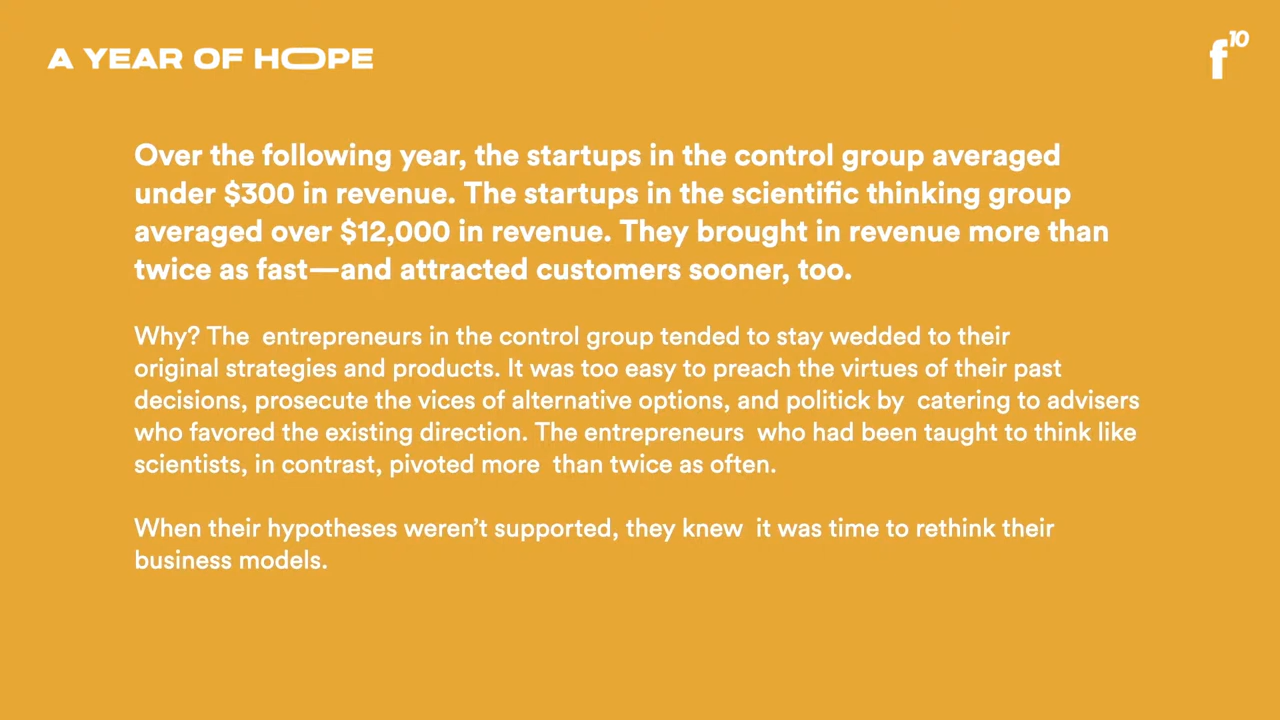 A YEAR OF HOPE
f10
Over the following year, the startups in the control group averaged
under $300 in revenue. The startups in the scientific thinking group
averaged over $12,000 in revenue. They brought in revenue more than
twice as fast—and attracted customers sooner, too.
Why? The  entrepreneurs in the control group tended to stay wedded to their
original strategies and products. It was too easy to preach the virtues of their past
decisions, prosecute the vices of alternative options, and politick by  catering to advisers
who favored the existing direction. The entrepreneurs  who had been taught to think like
scientists, in contrast, pivoted more  than twice as often.
When their hypotheses weren’t supported, they knew  it was time to rethink their
business models.